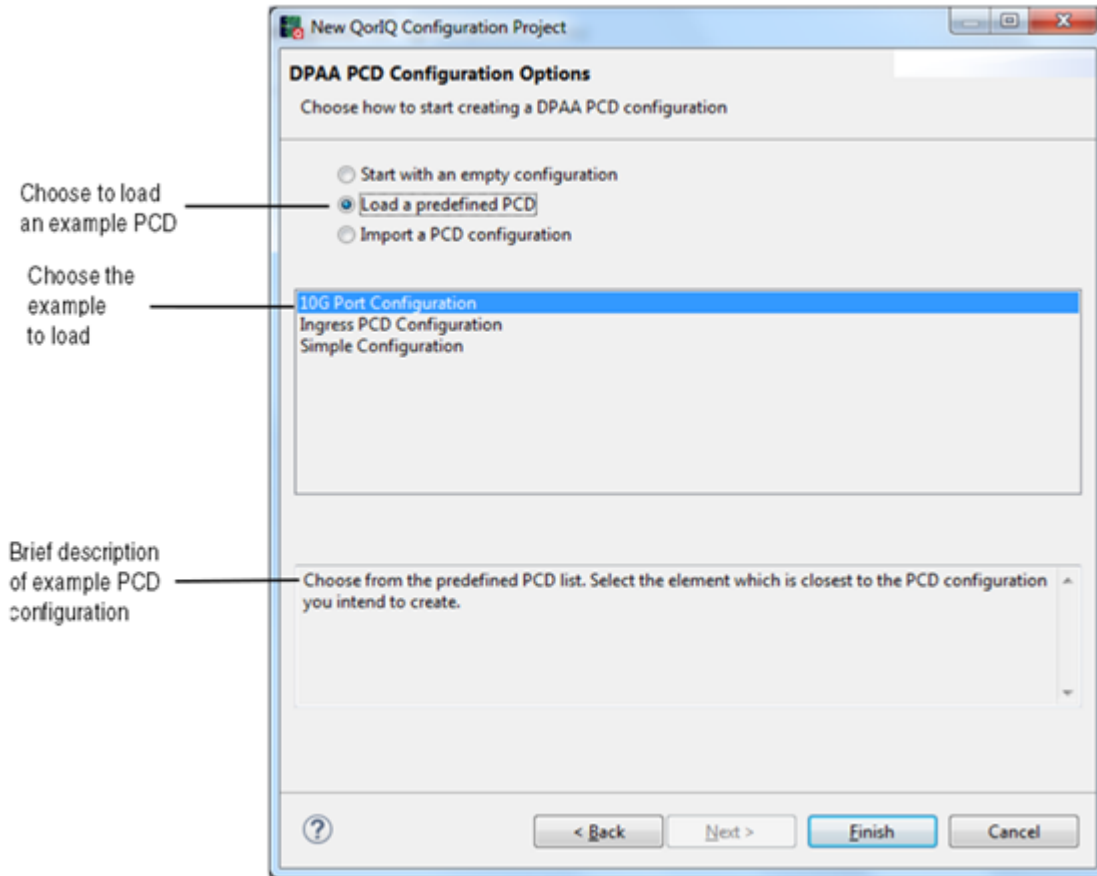 New QorIQ Configuration Project
DPAA PCD Configuration Options
Choose how to start creating a DPAA PCD configuration
Start with an empty configuration
Choose to load
an example PCD
Load a predefined PCD
Import a PCD configuration
Choose the
example
to load
10G Port Configuration
Ingress PCD Configuration
Simple Configuration
Brief description
of example PCD
configuration
Choose from the predefined PCD list. Select the element which is closest to the PCD configuration
you intend to create.
?
< Back
Next >
Finish
Cancel